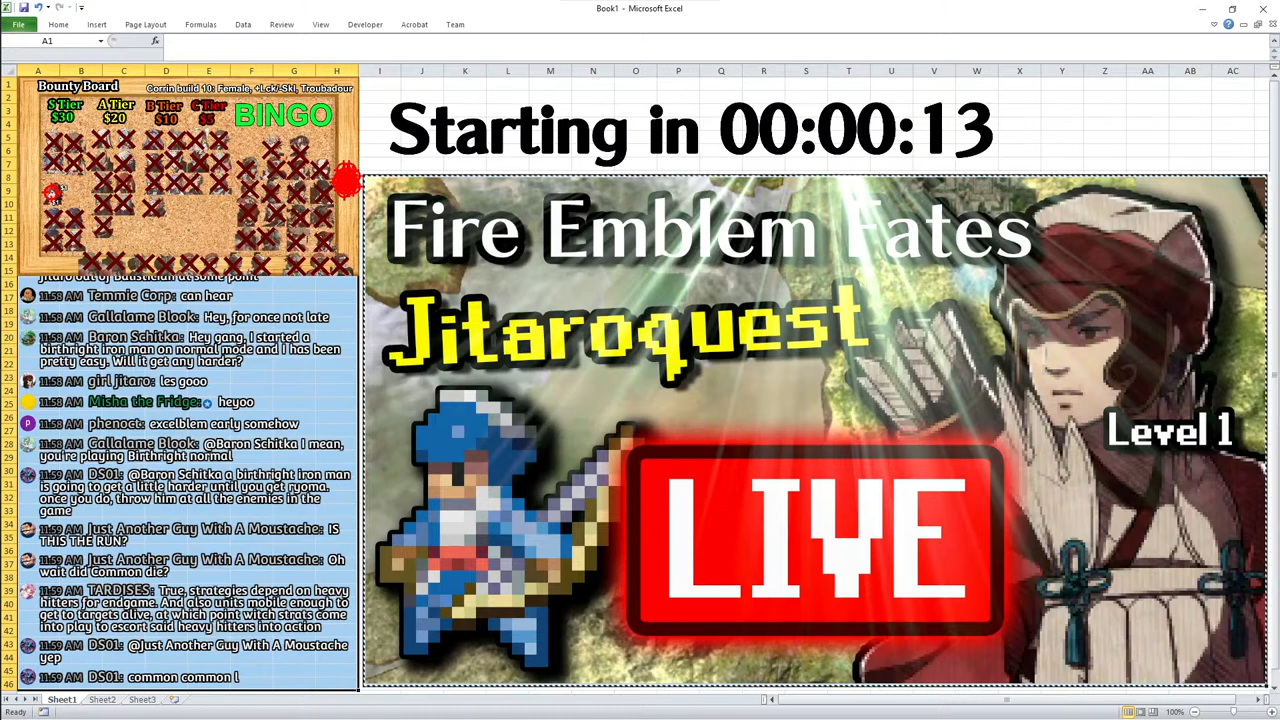 Book1 - Microsoft Excel
File Home Insert Page Layout Formulas Data Review View Developer Acrobat Team
A1 fx
A B C D E F G H I J K L M N O P Q R S T U V W X Y Z AA AB AC
Bounty Board
Corrin build 10: Female, +Lck/-Skl, Troubadour
S Tier A Tier B Tier C Tier BINGO
$30 $20 $10 $5
Starting in 00:00:13
Fire Emblem Fates
Jitaroquest
Level 1
LIVE
Jitaro out of Ballistician at some point
11:58 AM Temmie Corp: can hear
11:58 AM Gallalame Blook: Hey, for once not late
11:58 AM Baron Schitka: Hey gang, I started a
birthright iron man on normal mode and I has been
pretty easy. Will it get any harder?
11:58 AM girl jitaro: les gooo
11:58 AM Misha the Fridge: heyoo
11:58 AM phenoct: excelblem early somehow
11:58 AM Gallalame Blook: @Baron Schitka I mean,
you're playing Birthright normal
11:59 AM DS01: @Baron Schitka a birthright iron man
is going to get a little harder until you get ryoma.
once you do, throw him at all the enemies in the
game
11:59 AM Just Another Guy With A Moustache: IS
THIS THE RUN?
11:59 AM Just Another Guy With A Moustache: Oh
wait did Common die?
11:59 AM TARDISES: True, strategies depend on heavy
hitters for endgame. And also units mobile enough to
get to targets alive, at which point witch strats come
into play to escort said heavy hitters into action
11:59 AM DS01: @Just Another Guy With A Moustache
yep
11:59 AM DS01: common common l
Sheet1 Sheet2 Sheet3
Ready 100%